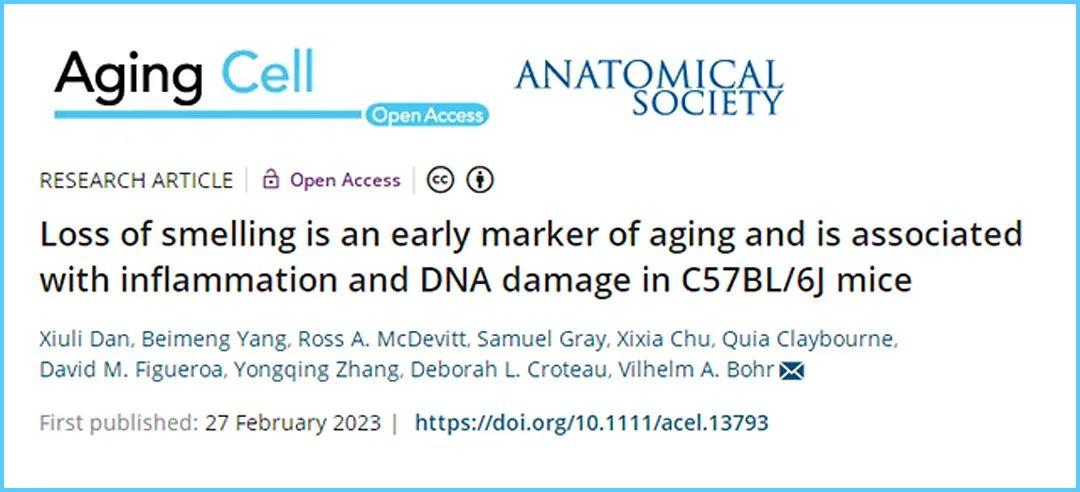 Aging Cell
Open Access
ANATOMICAL
SOCIETY
RESEARCH ARTICLE | Open Access | cc
Loss of smelling is an early marker of aging and is associated
with inflammation and DNA damage in C57BL/6J mice
Xiuli Dan, Beimeng Yang, Ross A. McDevitt, Samuel Gray, Xixia Chu, Quia Claybourne,
David M. Figueroa, Yongqing Zhang, Deborah L. Croteau, Vilhelm A. Bohr
First published: 27 February 2023 | https://doi.org/10.1111/acel.13793